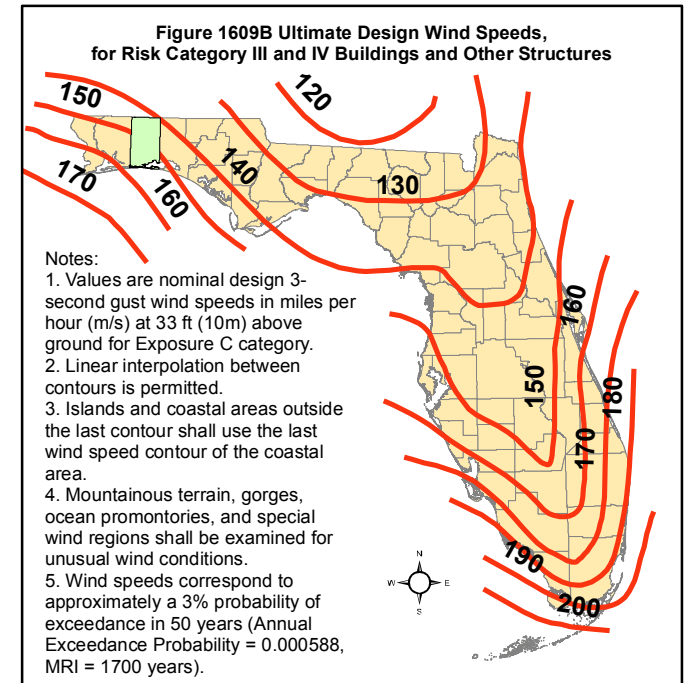 Figure 1609B Ultimate Design Wind Speeds,
for Risk Category III and IV Buildings and Other Structures
120
150
140
130
170
160
Notes:
1. Values are nominal design 3-
second gust wind speeds in miles per
hour (m/s) at 33 ft (10m) above
ground for Exposure C category.
2. Linear interpolation between
contours is permitted.
3. Islands and coastal areas outside
the last contour shall use the last
wind speed contour of the coastal
area.
4. Mountainous terrain, gorges,
ocean promontories, and special
wind regions shall be examined for
unusual wind conditions.
5. Wind speeds correspond to
approximately a 3% probability of
exceedance in 50 years (Annual
Exceedance Probability = 0.000588,
MRI = 1700 years).
160
150
180
170
190
200
N
W
E
S